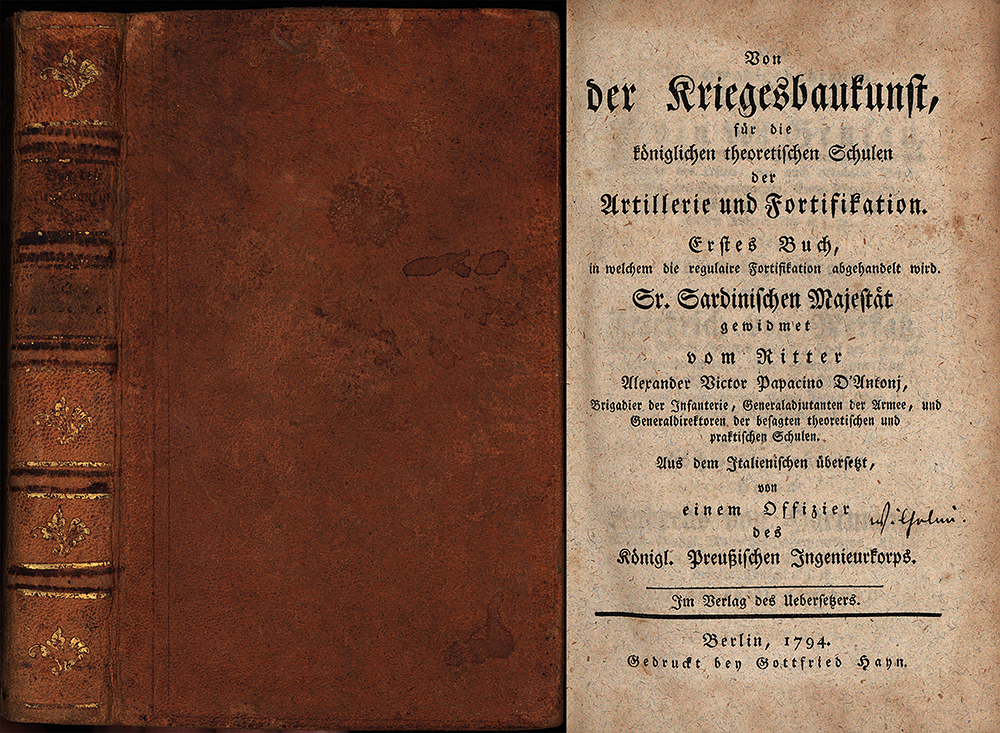 Von
der Kriegesbaukunst,
für die
königlichen theoretischen Schulen
der
Artillerie und Fortifikation.
Erstes Buch,
in welchem die regulaire Fortifikation abgehandelt wird.
Sr. Sardinischen Majestät
gewidmet
vom Ritter
Alexander Victor Papacino D'Antonj,
Brigadier der Infanterie, Generaladjutanten der Armee, und
Generaldirektoren der besagten theoretischen und
praktischen Schulen.
Aus dem Italienischen übersetzt,
von
einem Offizier
Wilhelmi.
des
Königl. Preußischen Ingenieurkorps.
Im Verlag des Uebersetzers.
Berlin, 1794.
Gedruckt bey Gottfried Hayn.